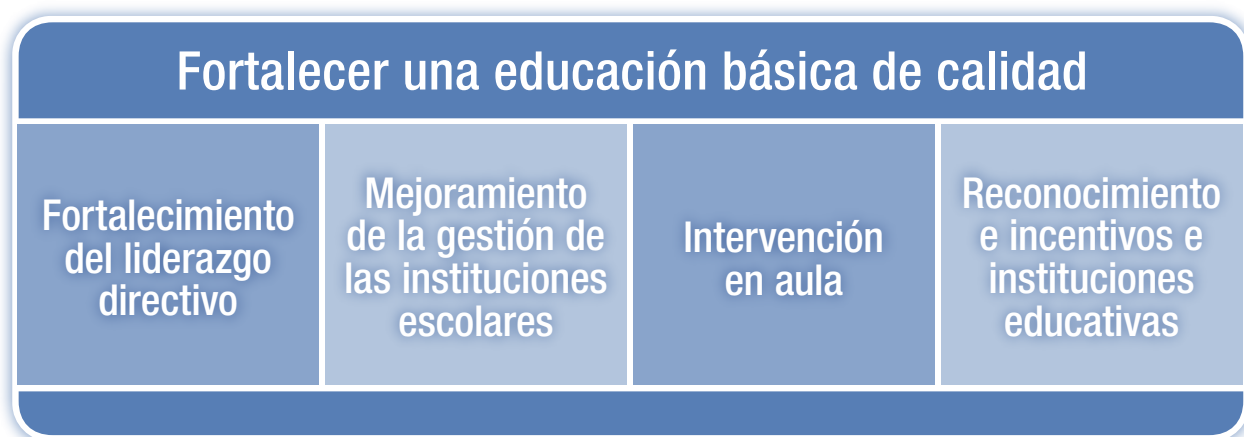 Fortalecer una educación básica de calidad
Fortalecimiento
del liderazgo
directivo
Mejoramiento
de la gestión de
las instituciones
escolares
Intervención
en aula
Reconocimiento
e incentivos e
instituciones
educativas